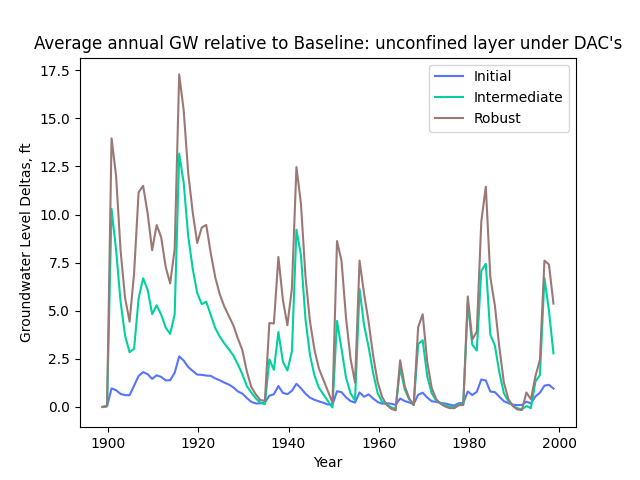 Average annual GW relative to Baseline: unconfined layer under DAC's
Initial
Intermediate
Robust
Groundwater Level Deltas, ft
17.5
15.0
12.5
10.0
7.5
5.0
2.5
0.0
1900 1920 1940 1960 1980 2000
Year